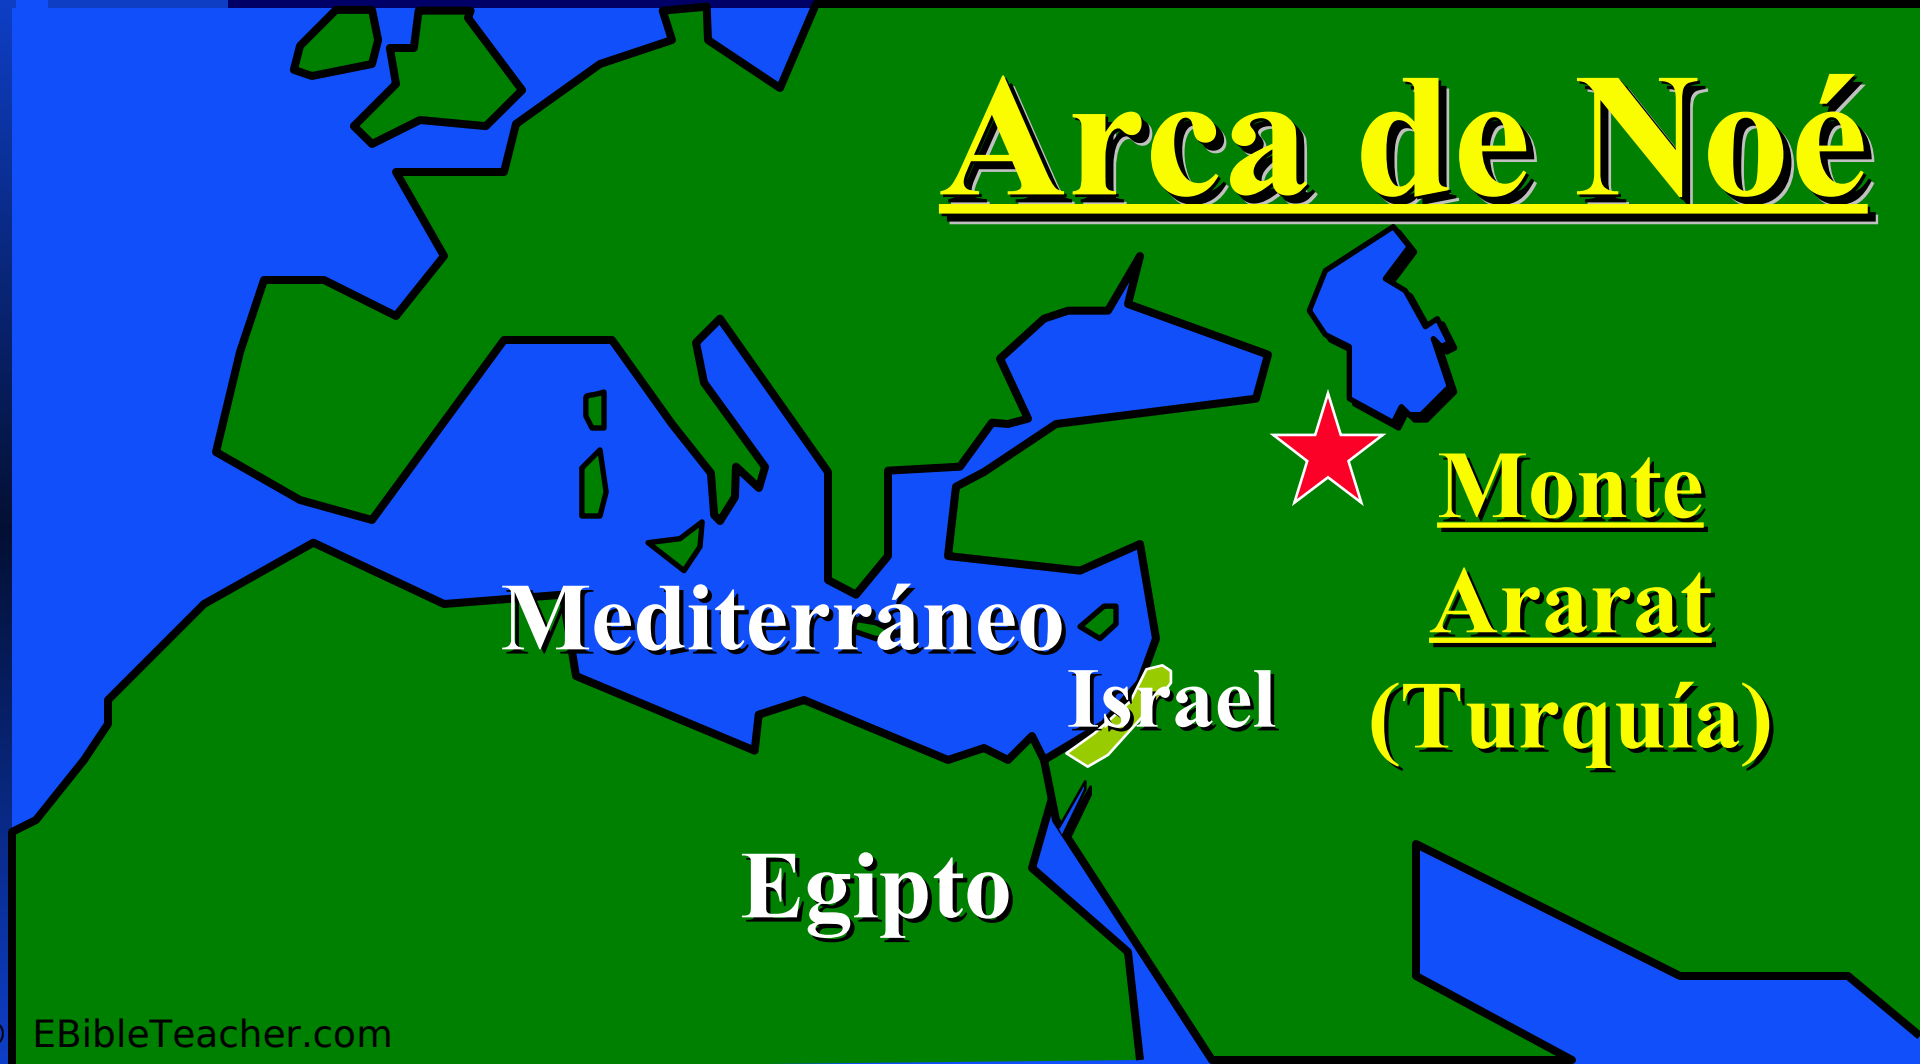 Arca de Noé
Monte
Ararat
(Turquía)
Mediterráneo
Israel
Egipto
© EBibleTeacher.com